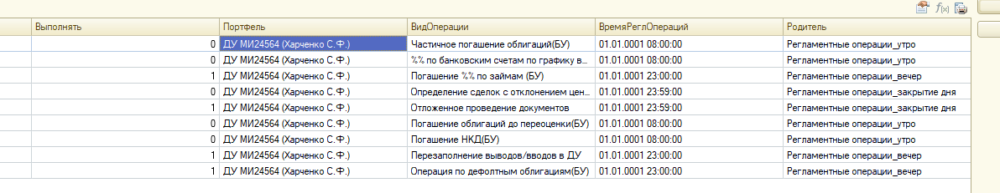 Выполнять Портфель ВидОперации ВремяРеглОпераций Родитель
0 ДУ МИ24564 (Харченко С.Ф.) Частичное погашение облигаций(БУ) 01.01.0001 08:00:00 Регламентные операции_утро
0 ДУ МИ24564 (Харченко С.Ф.) %% по банковским счетам по графику в... 01.01.0001 08:00:00 Регламентные операции_утро
1 ДУ МИ24564 (Харченко С.Ф.) Погашение %% по займам (БУ) 01.01.0001 23:00:00 Регламентные операции_вечер
0 ДУ МИ24564 (Харченко С.Ф.) Определение сделок с отклонением цен... 01.01.0001 23:59:00 Регламентные операции_закрытие дня
1 ДУ МИ24564 (Харченко С.Ф.) Отложенное проведение документов 01.01.0001 23:59:00 Регламентные операции_закрытие дня
0 ДУ МИ24564 (Харченко С.Ф.) Погашение облигаций до переоценки(БУ) 01.01.0001 08:00:00 Регламентные операции_утро
0 ДУ МИ24564 (Харченко С.Ф.) Погашение НКД(БУ) 01.01.0001 08:00:00 Регламентные операции_утро
1 ДУ МИ24564 (Харченко С.Ф.) Перезаполнение выводов/вводов в ДУ 01.01.0001 23:00:00 Регламентные операции_вечер
1 ДУ МИ24564 (Харченко С.Ф.) Операция по дефолтным облигациям(БУ) 01.01.0001 23:00:00 Регламентные операции_вечер